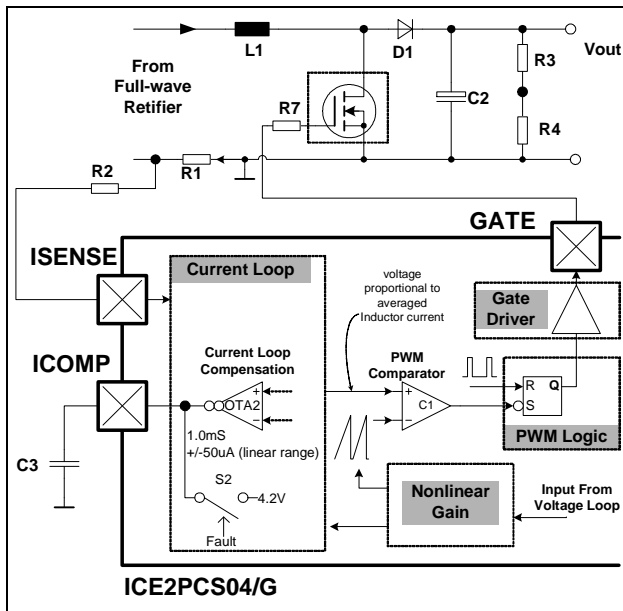 L1
D1
Vout
R3
From
Full-wave
Retifier
R7
C2
R4
R2
R1
GATE
ISENSE
Current Loop
voltage
proportional to
averaged
Inductor current
Gate
Driver
ICOMP
Current Loop
Compensation
PWM
Comparator
OTA2
C1
R
Q
S
PWM Logic
C3
1.0mS
+/-50uA (linear range)
S2
4.2V
Fault
Nonlinear
Gain
Input From
Voltage Loop
ICE2PCS04/G